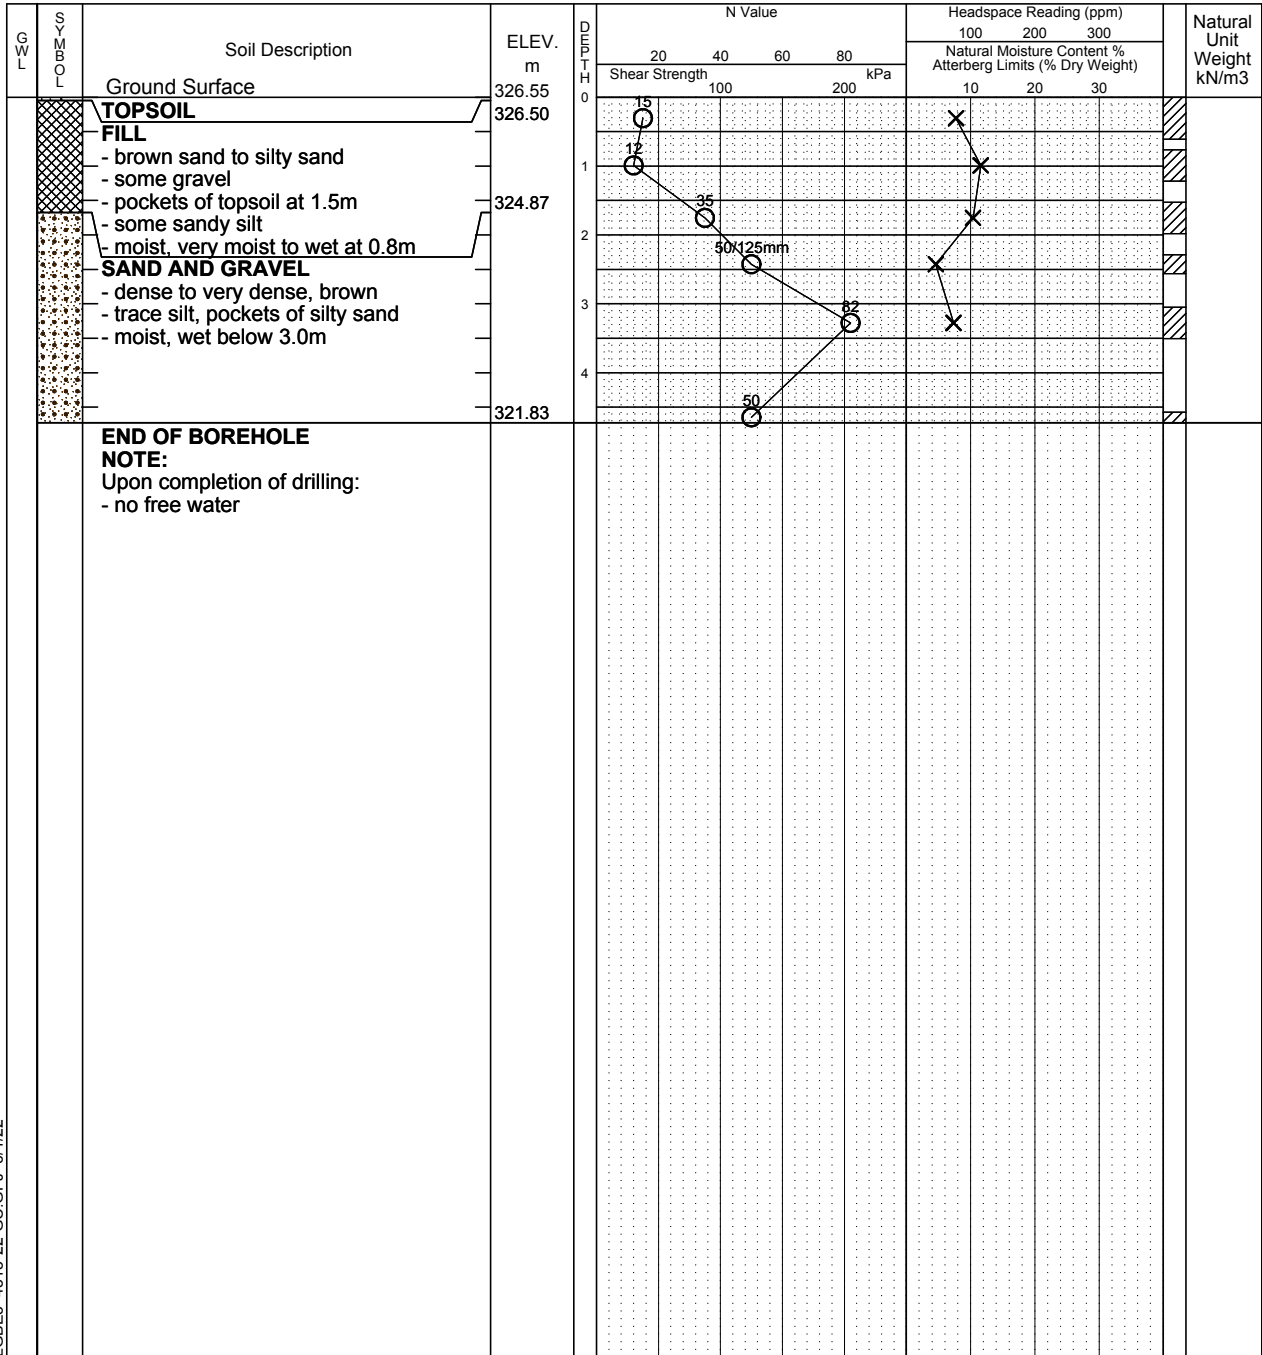 GWL
SYMBOL
Soil Description
ELEV.
m
DEPTH
N Value
20 40 60 80
Shear Strength kPa
100 200
Headspace Reading (ppm)
100 200 300
Natural Moisture Content %
Atterberg Limits (% Dry Weight)
10 20 30
Natural
Unit
Weight
kN/m3
Ground Surface 326.55 0
TOPSOIL 326.50
15
FILL
- brown sand to silty sand
12
- some gravel 1
- pockets of topsoil at 1.5m 324.87
35
- some sandy silt
2
- moist, very moist to wet at 0.8m
50/125mm
SAND AND GRAVEL
- dense to very dense, brown
3
82
- trace silt, pockets of silty sand
- moist, wet below 3.0m
4
50
321.83
END OF BOREHOLE
NOTE:
Upon completion of drilling:
- no free water